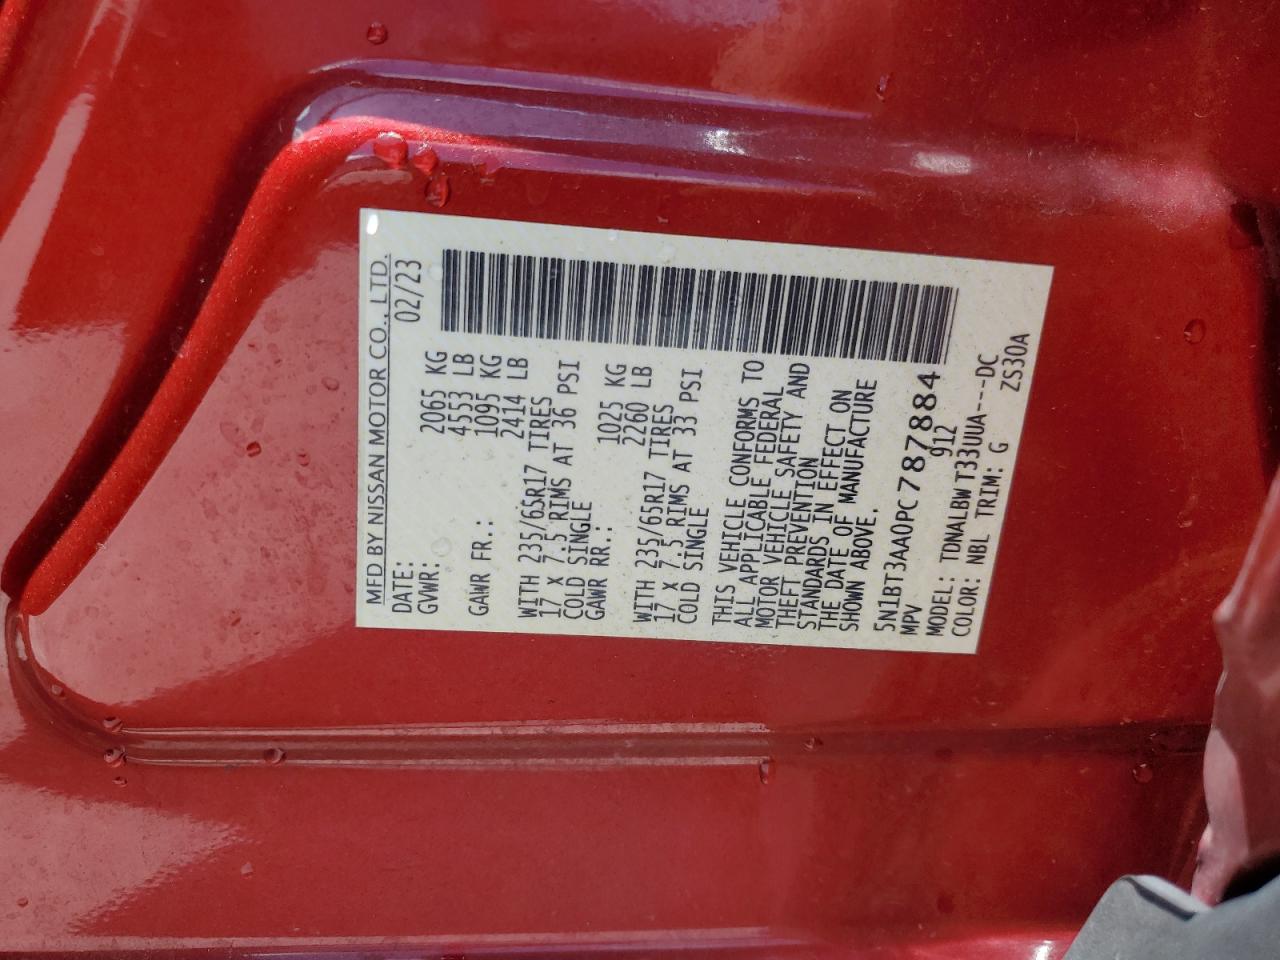 MFD BY NISSAN MOTOR CO., LTD.
DATE: 02/23
GVWR: 2065 KG
4553 LB
GAWR FR.: 1095 KG
2414 LB
WITH 235/65R17 TIRES
17 X 7.5 RIMS AT 36 PSI
COLD SINGLE
GAWR RR.: 1025 KG
2260 LB
WITH 235/65R17 TIRES
17 X 7.5 RIMS AT 33 PSI
COLD SINGLE
THIS VEHICLE CONFORMS TO
ALL APPLICABLE FEDERAL
MOTOR VEHICLE SAFETY AND
THEFT PREVENTION
STANDARDS IN EFFECT ON
THE DATE OF MANUFACTURE
SHOWN ABOVE.
5N1BT3AA0PC787884
MPV 912
MODEL: TDNALBW T33UUA---DC
COLOR: NBL TRIM: G ZS30A